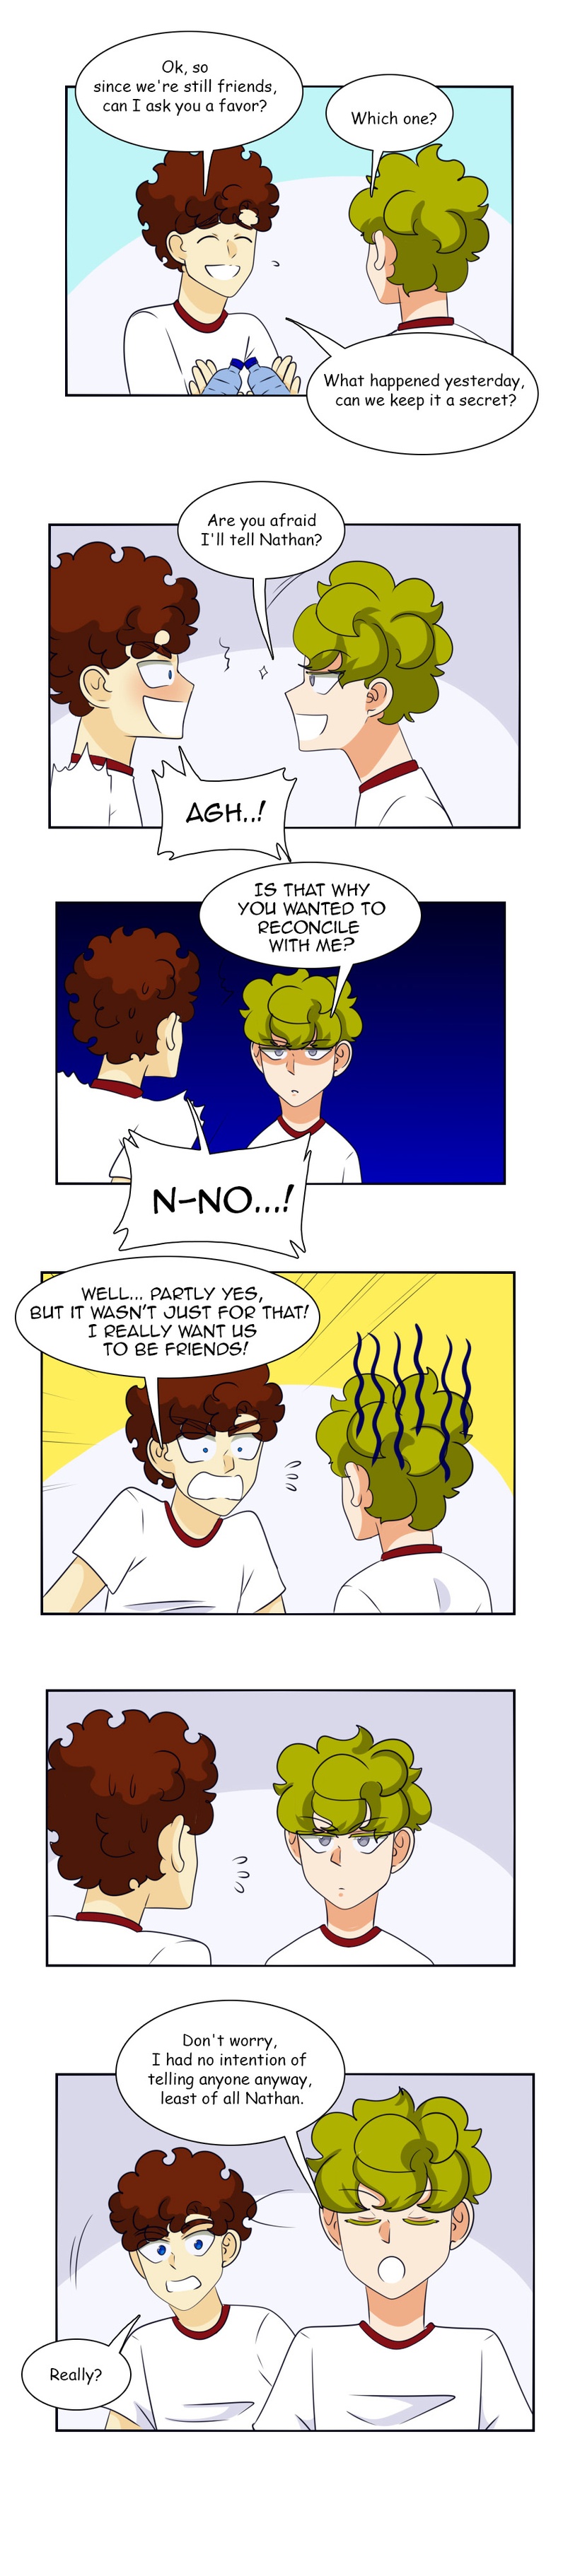 Ok, so
since we're still friends,
can I ask you a favor?
Which one?
What happened yesterday,
can we keep it a secret?
Are you afraid
I'll tell Nathan?
AGH..!
IS THAT WHY
YOU WANTED TO
RECONCILE
WITH ME?
N-NO...!
WELL... PARTLY YES,
BUT IT WASN'T JUST FOR THAT!
I REALLY WANT US
TO BE FRIENDS!
Don't worry,
I had no intention of
telling anyone anyway,
least of all Nathan.
Really?